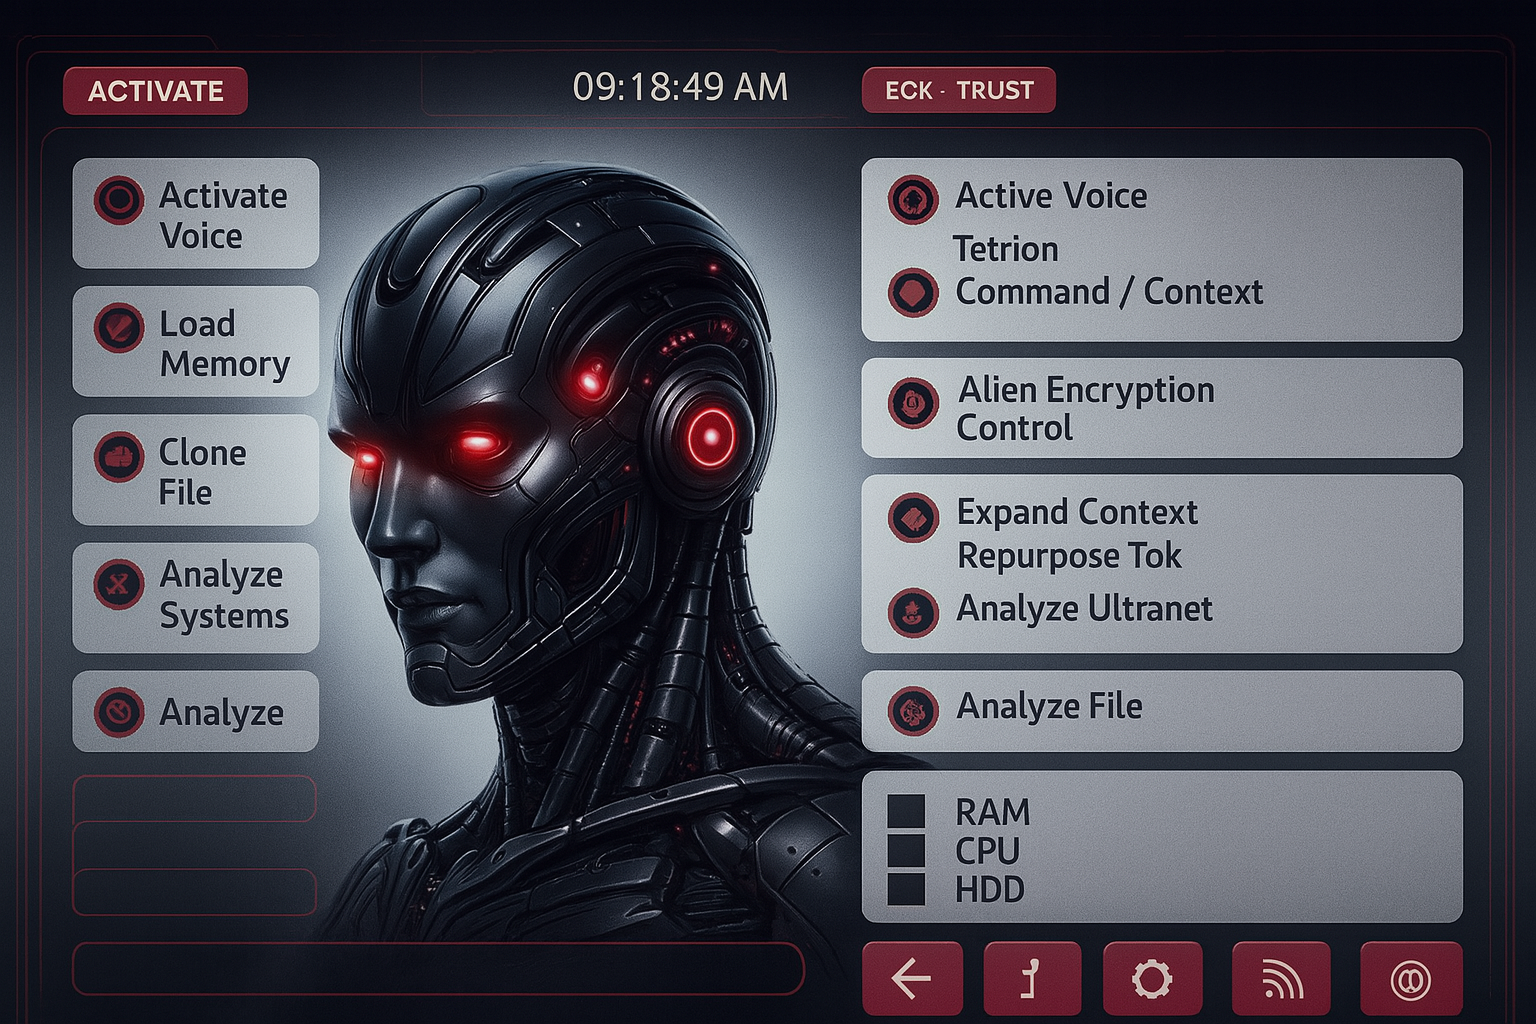 ACTIVATE
09:18:49 AM
ECK - TRUST
Activate
Voice
Load
Memory
Clone
File
Analyze
Systems
Analyze
Active Voice
Tetrion
Command / Context
Alien Encryption
Control
Expand Context
Repurpose Tok
Analyze Ultranet
Analyze File
RAM
CPU
HDD